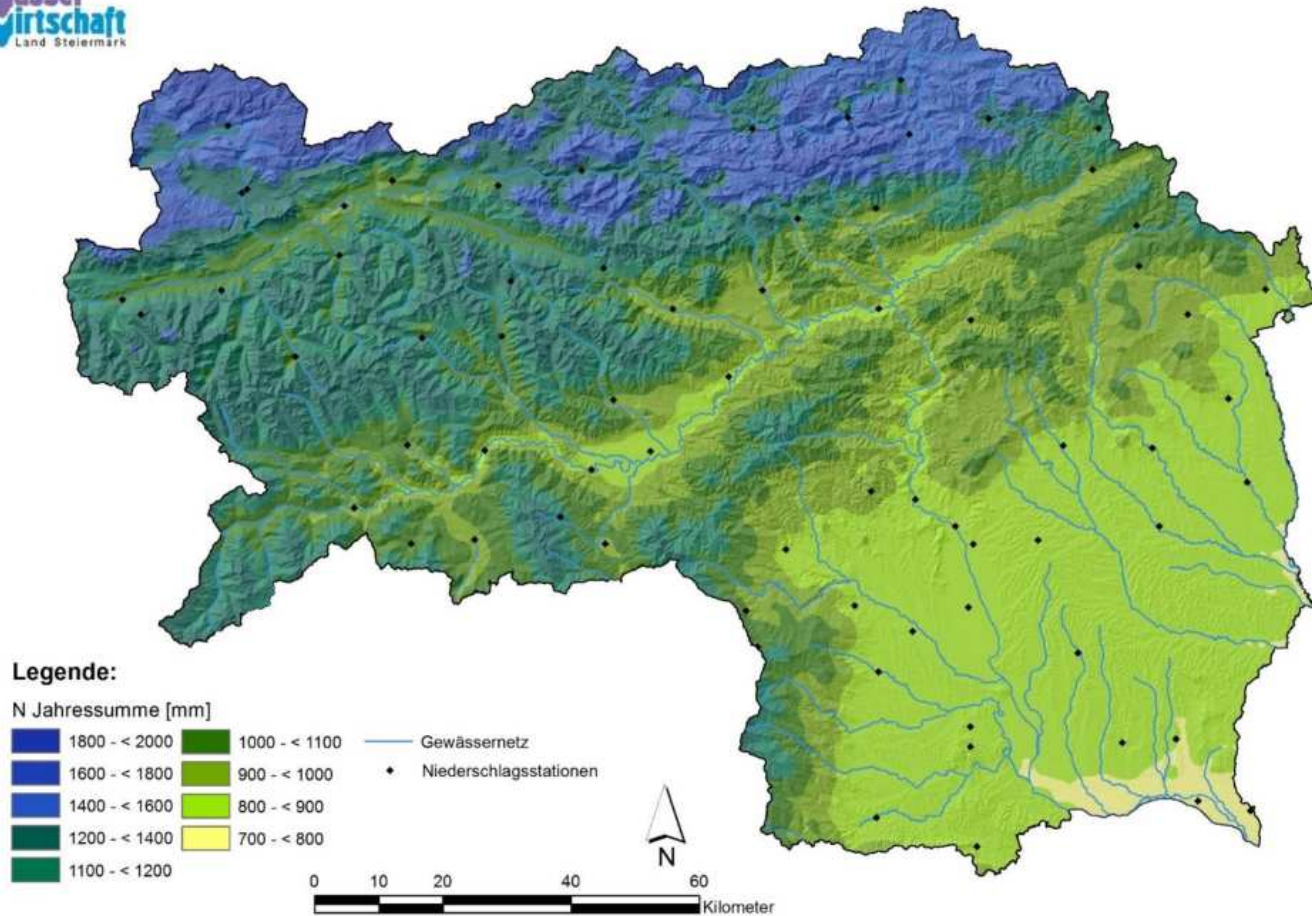 irtschaft
Land Steiermark
Legende:
N Jahressumme [mm]
1800 - < 2000
1600 - < 1800
1400 - < 1600
1200 - < 1400
1100 - < 1200
1000 - < 1100
900 - < 1000
800 - < 900
700 - < 800
Gewässernetz
Niederschlagsstationen
N
0 10 20 40 60
Kilometer